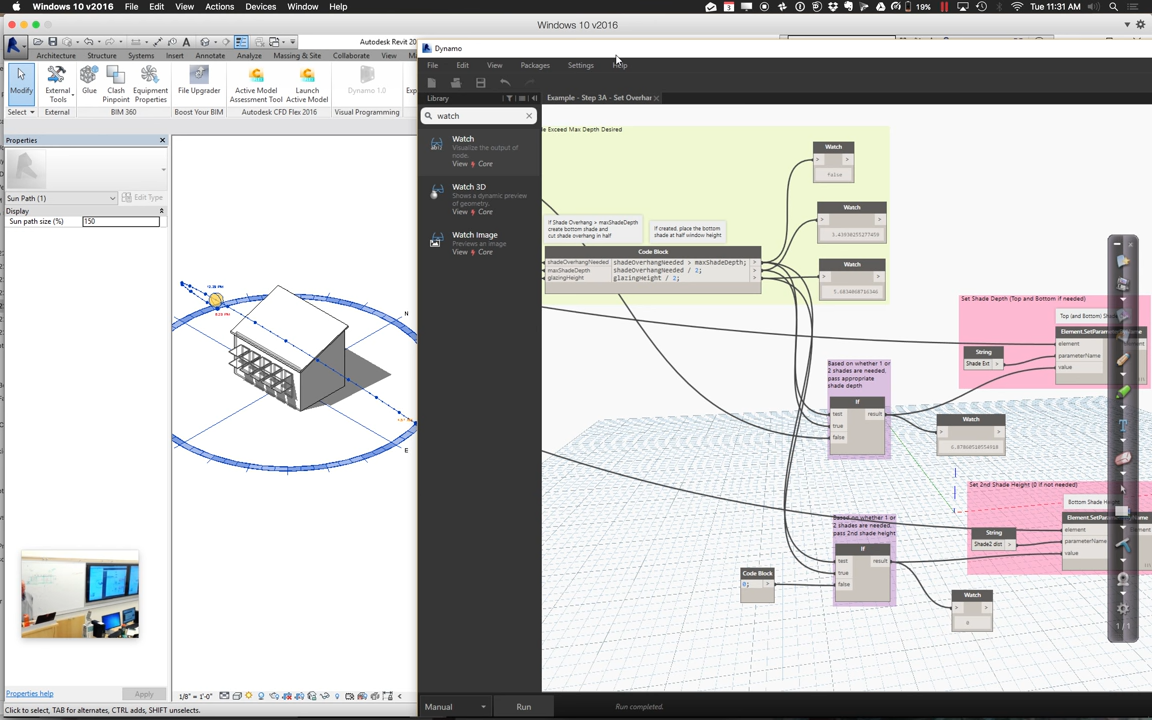 Windows 10 v2016 File Edit View Actions Devices Window Help
19% Tue 11:31 AM
Windows 10 v2016
Autodesk Revit 20
Architecture Structure Systems Insert Annotate Analyze Massing & Site Collaborate View
Modify
External Tools
Glue
Clash Pinpoint
Equipment Properties
File Upgrader
Active Model Assessment Tool
Launch Active Model
Dynamo 1.0
Select
External
BIM 360
Boost Your BIM
Autodesk CFD Flex 2016
Visual Programming
Properties
Sun Path (1)
Edit Type
Display
Sun path size (%) 150
N
E
Properties help
Apply
1/8" = 1'-0"
Click to select, TAB for alternates, CTRL adds, SHIFT unselects.
Dynamo
File Edit View Packages Settings Help
Library
Example - Step 3A - Set Overhar
watch
Watch
Visualize the output of
node.
View Core
Watch 3D
Shows a dynamic preview
of geometry.
View Core
Watch Image
Previews an image
View Core
Manual
Run
Run completed.
e Exceed Max Depth Desired
If Shade Overhang > maxShadeDepth
create bottom shade and
cut shade overhang in half
If created, place the bottom
shade at half window height
Code Block
shadeOverhangNeeded shadeOverhangNeeded > maxShadeDepth; >
maxShadeDepth shadeOverhangNeeded / 2; >
glazingHeight glazingHeight / 2; >
Watch
> >
False
Watch
> >
Watch
> >
Based on whether 1 or
2 shades are needed,
pass appropriate
shade depth
If
test result
true
false
Watch
> >
Set Shade Depth (Top and Bottom if needed)
Top (and Bottom) Sha
String
Shade Ext >
element element
parameterName
value
Based on whether 1 or
2 shades are needed,
pass 2nd shade height
If
test result
true
false
Code Block
0; >
Watch
> >
0
Set 2nd Shade Height (0 if not needed)
Bottom Shade He
String
Shade2 dist >
element element
parameterName
value
1 / 1